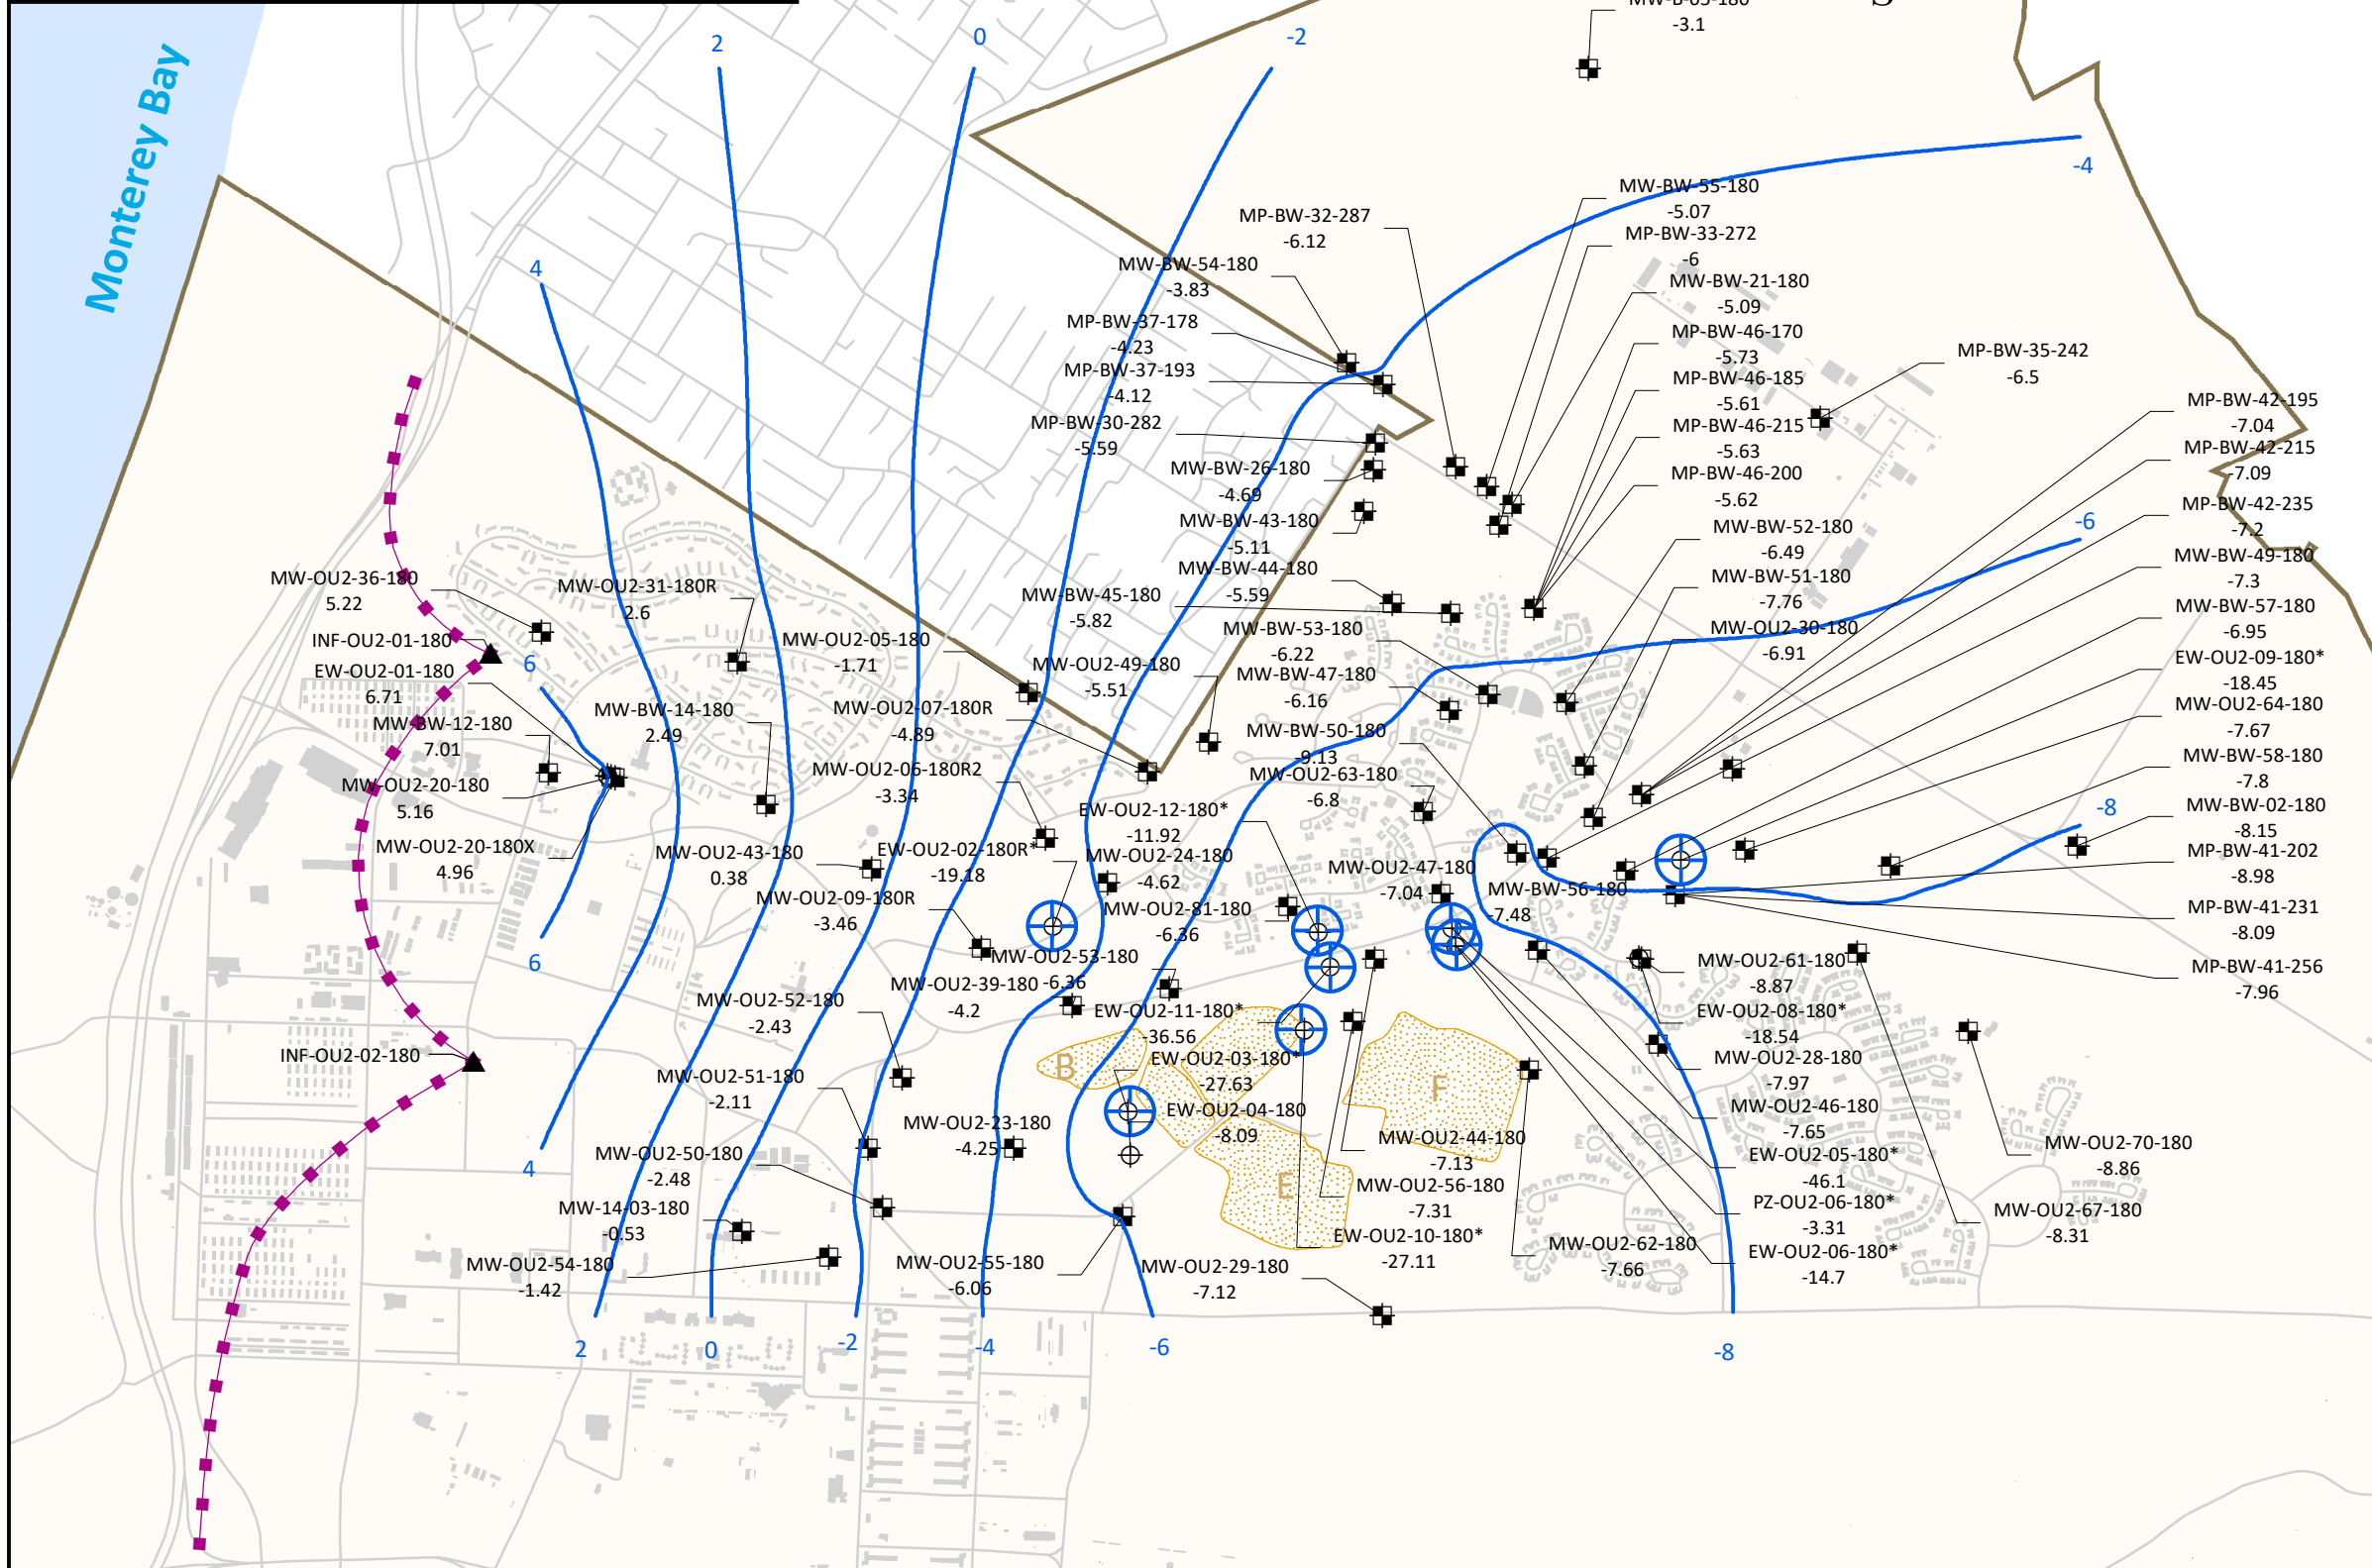 MW-B-05-180
-3.1
S
Monterey Bay
2
0
-2
-4
4
MW-BW-55-180
-5.07
MP-BW-32-287
-6.12
MP-BW-33-272
-6
MW-BW-54-180
-3.83
MW-BW-21-180
-5.09
MP-BW-37-178
-4.23
MP-BW-46-170
-5.73
MP-BW-35-242
-6.5
MP-BW-37-193
-4.12
MP-BW-46-185
-5.61
MP-BW-42-195
-7.04
MP-BW-30-282
-5.59
MP-BW-46-215
-5.63
MP-BW-42-215
-7.09
MW-BW-26-180
-4.69
MP-BW-46-200
-5.62
MP-BW-42-235
-7.2
MW-BW-43-180
-5.11
MW-BW-52-180
-6.49
-6
MW-BW-49-180
-7.3
MW-BW-44-180
-5.59
MW-BW-51-180
-7.76
MW-OU2-36-180
5.22
MW-OU2-31-180R
2.6
MW-BW-45-180
-5.82
MW-BW-57-180
-6.95
MW-BW-53-180
-6.22
MW-OU2-30-180
-6.91
INF-OU2-01-180
MW-OU2-05-180
-1.71
EW-OU2-09-180*
-18.45
EW-OU2-01-180
6.71
6
MW-OU2-49-180
-5.51
MW-BW-47-180
-6.16
MW-OU2-64-180
-7.67
MW-BW-12-180
7.01
MW-BW-14-180
2.49
MW-OU2-07-180R
-4.89
MW-BW-50-180
-9.13
MW-BW-58-180
-7.8
MW-OU2-20-180
5.16
MW-OU2-06-180R2
-3.34
MW-OU2-63-180
-6.8
EW-OU2-12-180*
-11.92
-8
MW-BW-02-180
-8.15
MW-OU2-20-180X
4.96
MW-OU2-43-180
0.38
EW-OU2-02-180R*
-19.18
MW-OU2-24-180
-4.62
MW-OU2-47-180
-7.04
MP-BW-41-202
-8.98
MW-OU2-09-180R
-3.46
MW-OU2-81-180
-6.36
MW-BW-56-180
-7.48
MP-BW-41-231
-8.09
6
MW-OU2-53-180
-6.36
MW-OU2-61-180
-8.87
MP-BW-41-256
-7.96
MW-OU2-39-180
-4.2
MW-OU2-52-180
-2.43
EW-OU2-11-180*
-36.56
EW-OU2-08-180*
-18.54
INF-OU2-02-180
B
EW-OU2-03-180*
-27.63
F
MW-OU2-28-180
-7.97
MW-OU2-51-180
-2.11
EW-OU2-04-180
-8.09
MW-OU2-46-180
-7.65
MW-OU2-23-180
-4.25
MW-OU2-44-180
-7.13
MW-OU2-70-180
-8.86
4
MW-OU2-50-180
-2.48
E
EW-OU2-05-180*
-46.1
MW-OU2-56-180
-7.31
PZ-OU2-06-180*
-3.31
MW-14-03-180
-0.53
MW-OU2-67-180
-8.31
EW-OU2-10-180*
-27.11
MW-OU2-62-180
-7.66
EW-OU2-06-180*
-14.7
MW-OU2-54-180
-1.42
MW-OU2-55-180
-6.06
MW-OU2-29-180
-7.12
2
0
-2
-4
-6
-8